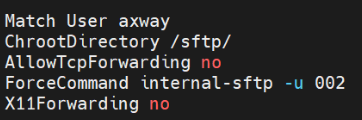 Match User axway
ChrootDirectory /sftp/
AllowTcpForwarding no
ForceCommand internal-sftp -u 002
X11Forwarding no